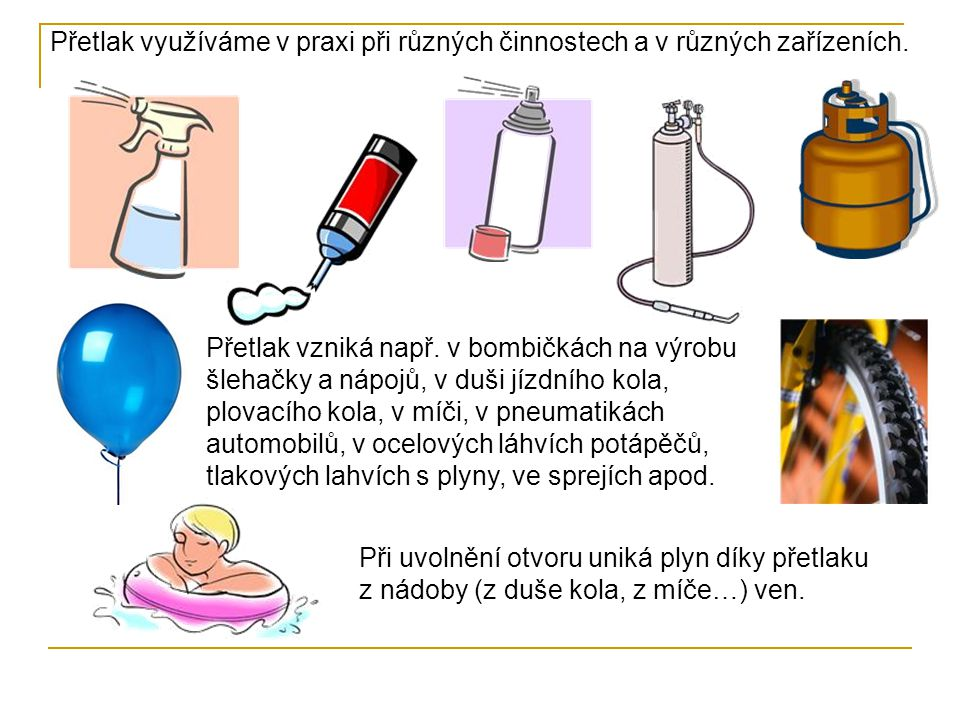 Přetlak využíváme v praxi při různých činnostech a v různých zařízeních.
Přetlak vzniká např. v bombičkách na výrobu
šlehačky a nápojů, v duši jízdního kola,
plovacího kola, v míči, v pneumatikách
automobilů, v ocelových láhvích potápěčů,
tlakových lahvích s plyny, ve sprejích apod.
Při uvolnění otvoru uniká plyn díky přetlaku
z nádoby (z duše kola, z míče…) ven.